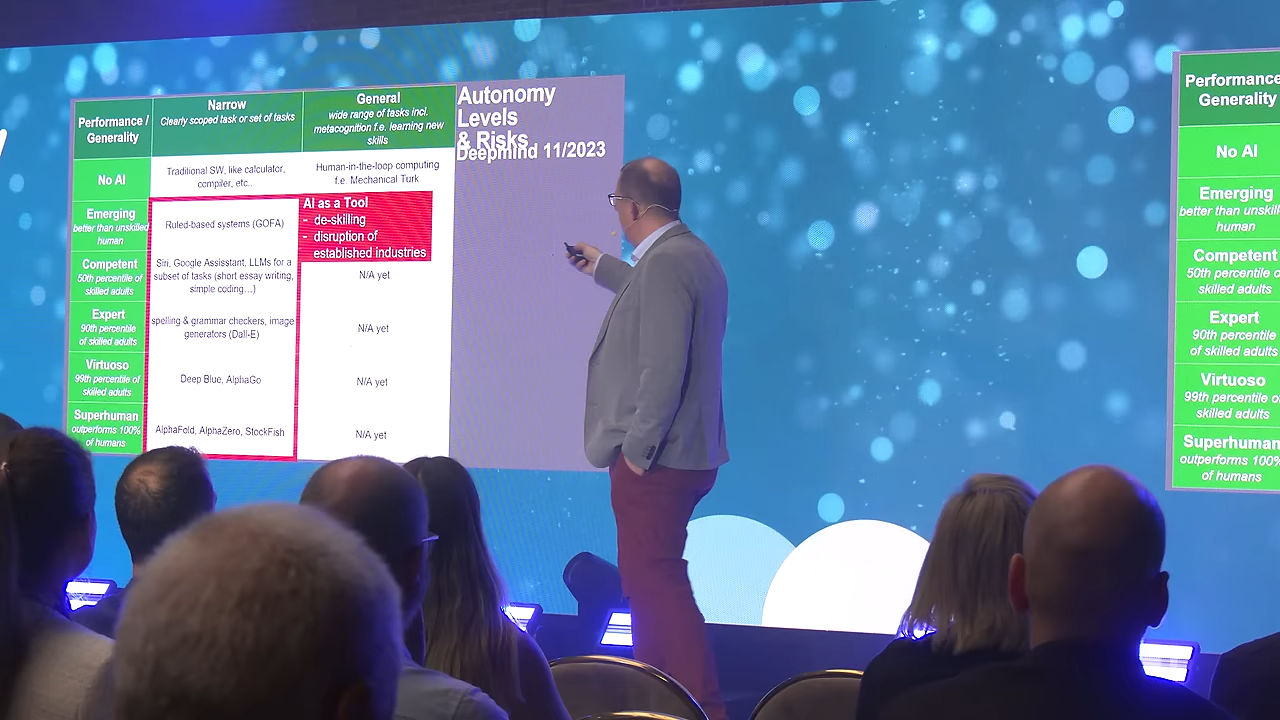 Performance /
Generality
Narrow
Clearly scoped task or set of tasks
General
wide range of tasks incl.
metacognition f.e. learning new
skills
Autonomy
Levels
& Risks
Deepmind 11/2023
No AI
Traditional SW, like calculator,
compiler, etc..
Human-in-the-loop computing
f.e. Mechanical Turk
Emerging
better than unskilled
human
Ruled-based systems (GOFA)
AI as a Tool
- de-skilling
- disruption of
established industries
Competent
50th percentile of
skilled adults
Siri, Google Assisstant, LLMs for a
subset of tasks (short essay writing,
simple coding...)
N/A yet
Expert
90th percentile
of skilled adults
spelling & grammar checkers, image
generators (Dall-E)
N/A yet
Virtuoso
99th percentile of
skilled adults
Deep Blue, AlphaGo
N/A yet
Superhuman
outperforms 100%
of humans
AlphaFold, AlphaZero, StockFish
N/A yet
Performance
Generality
No AI
Emerging
better than unskill
human
Competent
50th percentile of
skilled adults
Expert
90th percentile
of skilled adults
Virtuoso
99th percentile of
skilled adults
Superhuman
outperforms 100%
of humans